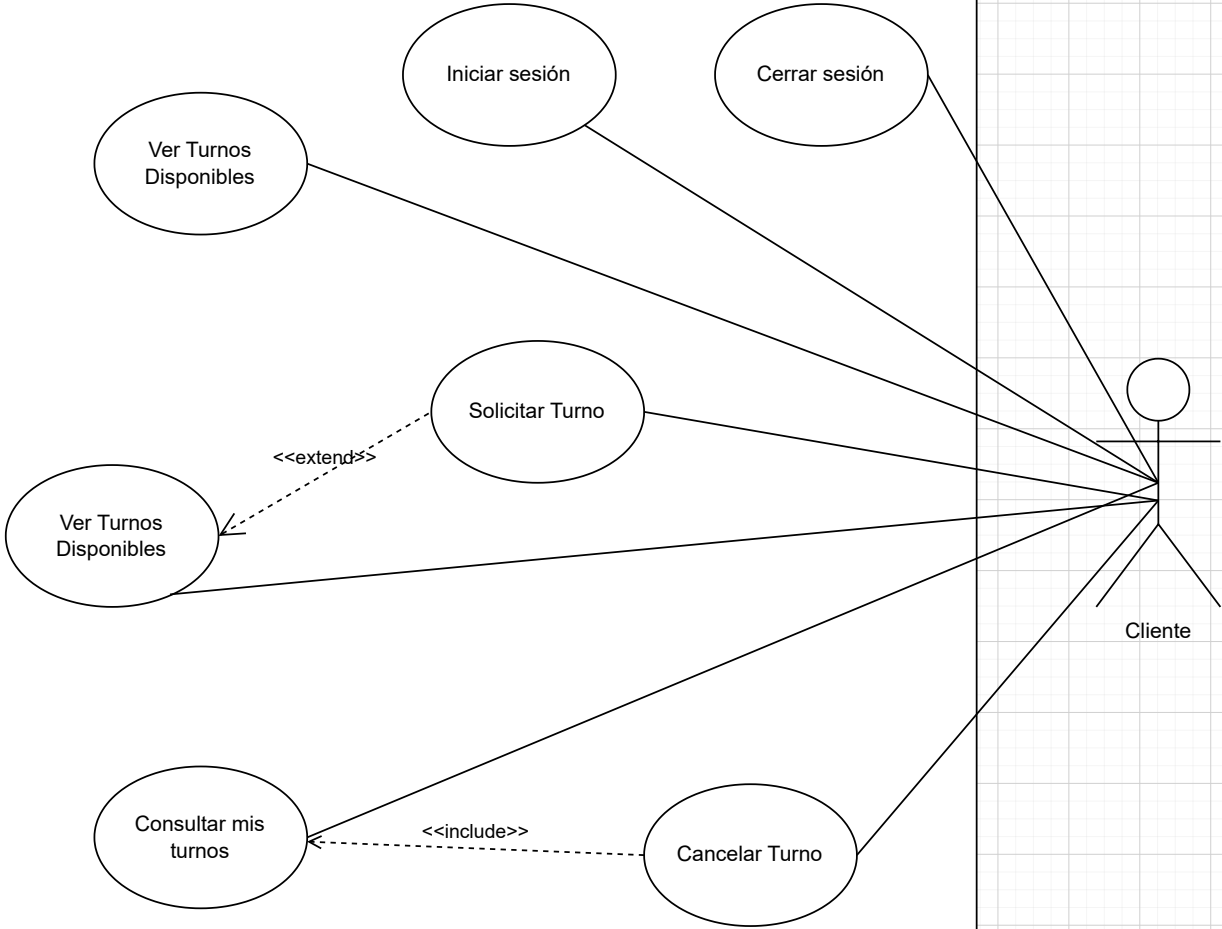 Iniciar sesión
Cerrar sesión
Ver Turnos
Disponibles
Solicitar Turno
<<extend>>
Ver Turnos
Disponibles
Cliente
Consultar mis
turnos
<<include>>
Cancelar Turno